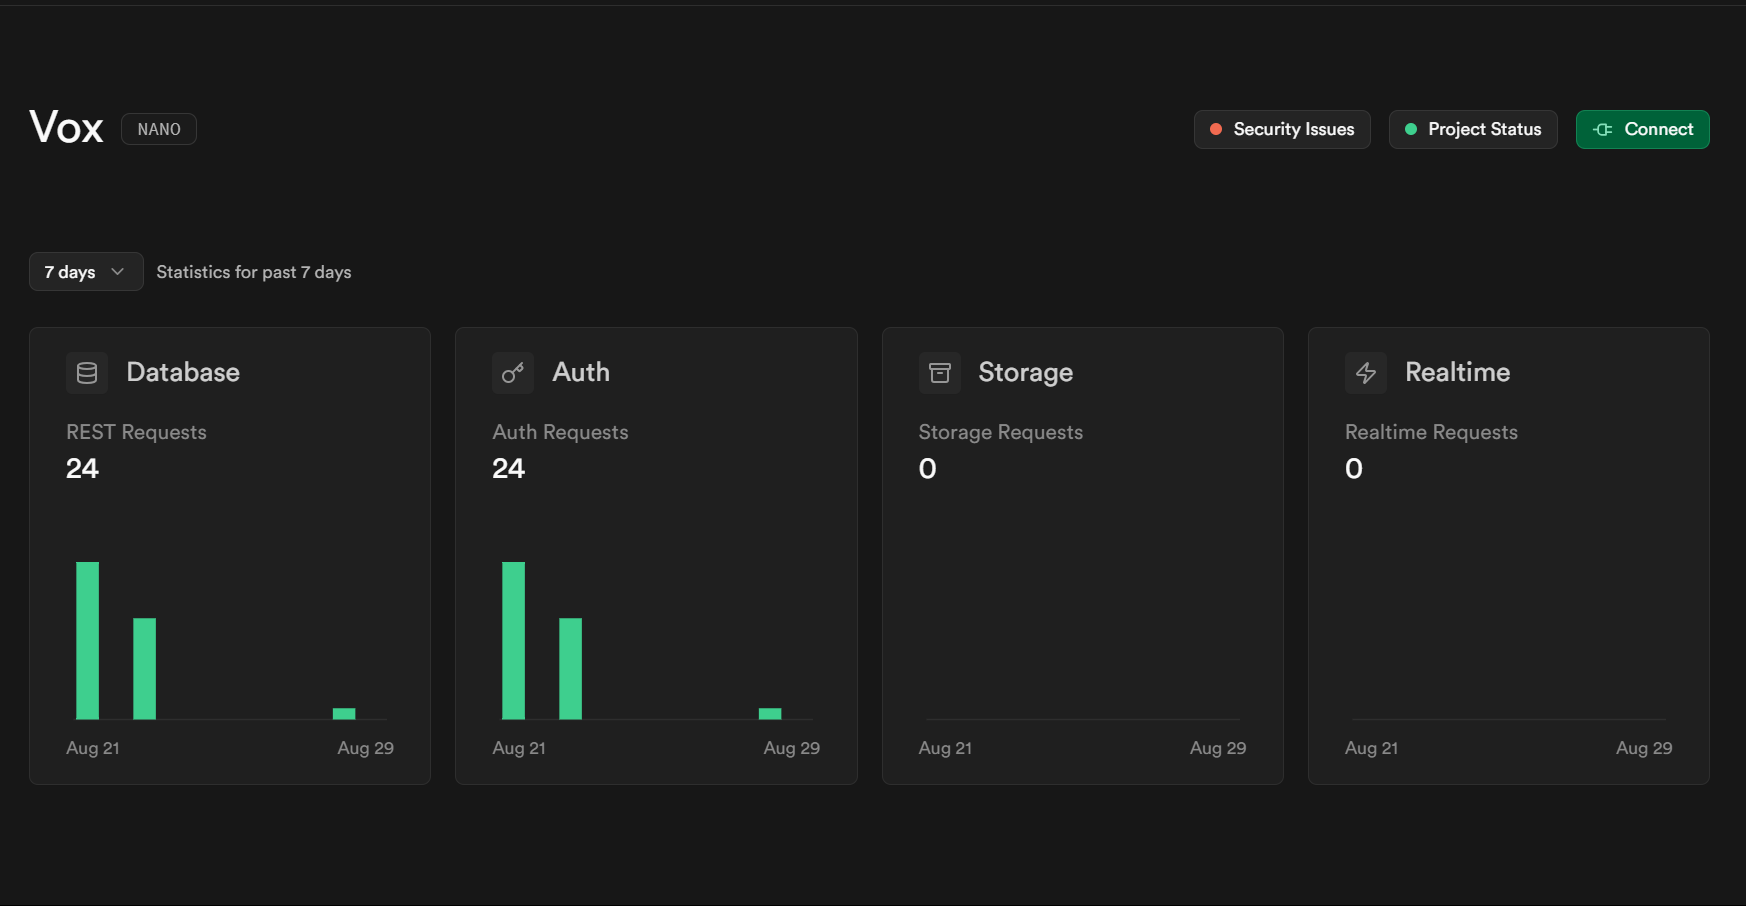 Vox NANO
Security Issues Project Status Connect
7 days Statistics for past 7 days
Database
REST Requests
24
Aug 21 Aug 29
Auth
Auth Requests
24
Aug 21 Aug 29
Storage
Storage Requests
0
Aug 21 Aug 29
Realtime
Realtime Requests
0
Aug 21 Aug 29